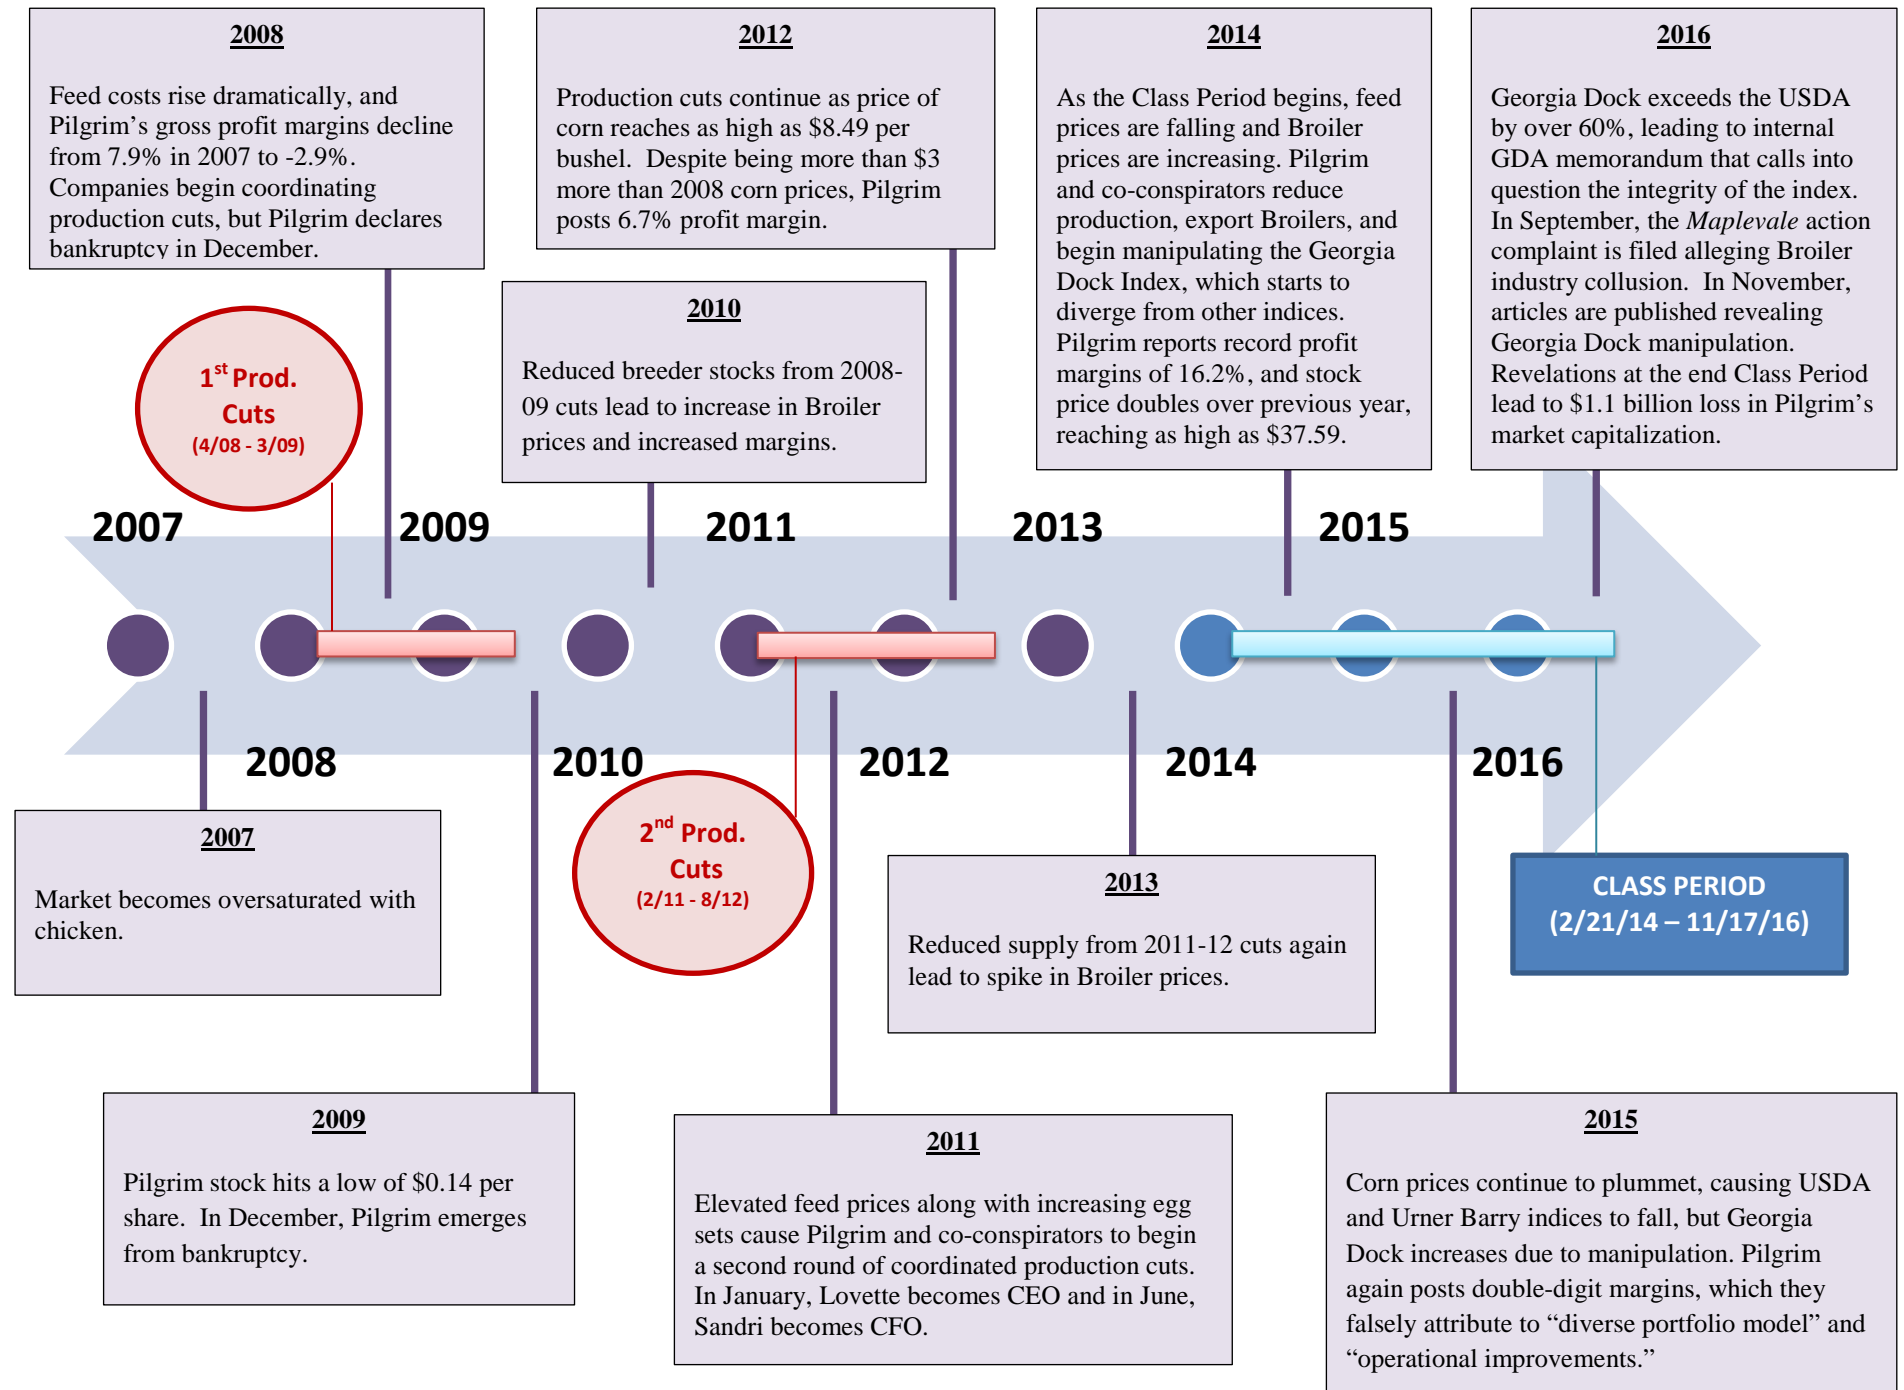 2008
Feed costs rise dramatically, and
Pilgrim’s gross profit margins decline
from 7.9% in 2007 to -2.9%.
Companies begin coordinating
production cuts, but Pilgrim declares
bankruptcy in December.
2012
Production cuts continue as price of
corn reaches as high as $8.49 per
bushel.  Despite being more than $3
more than 2008 corn prices, Pilgrim
posts 6.7% profit margin.
2014
As the Class Period begins, feed
prices are falling and Broiler
prices are increasing. Pilgrim
and co-conspirators reduce
production, export Broilers, and
begin manipulating the Georgia
Dock Index, which starts to
diverge from other indices.
Pilgrim reports record profit
margins of 16.2%, and stock
price doubles over previous year,
reaching as high as $37.59.
2016
Georgia Dock exceeds the USDA
by over 60%, leading to internal
GDA memorandum that calls into
question the integrity of the index.
In September, the Maplevale action
complaint is filed alleging Broiler
industry collusion.  In November,
articles are published revealing
Georgia Dock manipulation.
Revelations at the end Class Period
lead to $1.1 billion loss in Pilgrim’s
market capitalization.
2010
Reduced breeder stocks from 2008-
09 cuts lead to increase in Broiler
prices and increased margins.
1st Prod.
Cuts
(4/08 - 3/09)
2007
2009
2011
2013
2015
2008
2010
2012
2014
2016
2nd Prod.
Cuts
(2/11 - 8/12)
2007
Market becomes oversaturated with
chicken.
2013
Reduced supply from 2011-12 cuts again
lead to spike in Broiler prices.
CLASS PERIOD
(2/21/14 – 11/17/16)
2009
Pilgrim stock hits a low of $0.14 per
share.  In December, Pilgrim emerges
from bankruptcy.
2011
Elevated feed prices along with increasing egg
sets cause Pilgrim and co-conspirators to begin
a second round of coordinated production cuts.
In January, Lovette becomes CEO and in June,
Sandri becomes CFO.
2015
Corn prices continue to plummet, causing USDA
and Urner Barry indices to fall, but Georgia
Dock increases due to manipulation. Pilgrim
again posts double-digit margins, which they
falsely attribute to “diverse portfolio model” and
“operational improvements.”